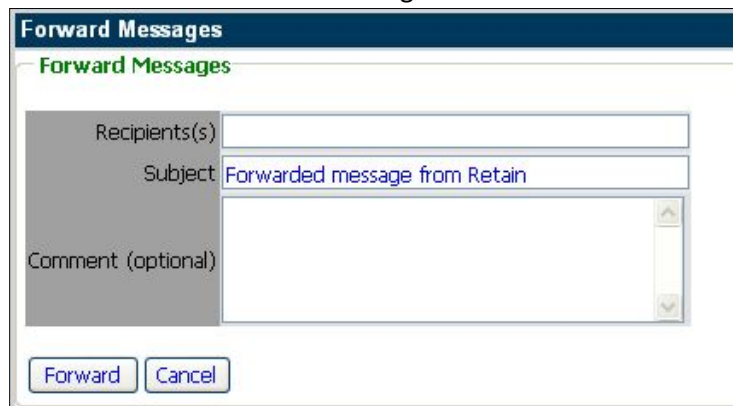 Forward Messages
Forward Messages
Recipients(s)
Subject Forwarded message from Retain
Comment (optional)
Forward Cancel